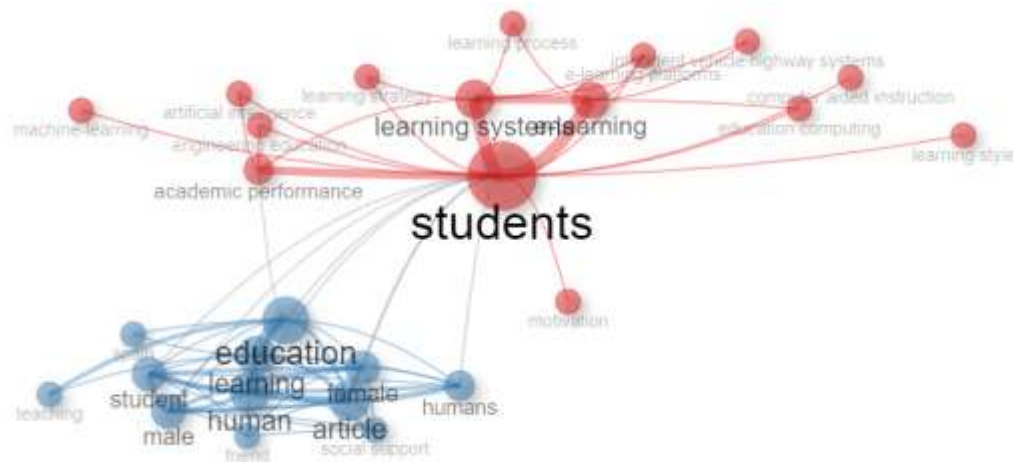 learning process
intelligent vehicle highway systems
e-learning platforms
learning strategy
computer aided instruction
artificial intelligence
machine-learning
learning systems
e-learning
education computing
engineering education
learning style
academic performance
students
motivation
education
learning
female
student
humans
teaching
human
article
male
social support
friend